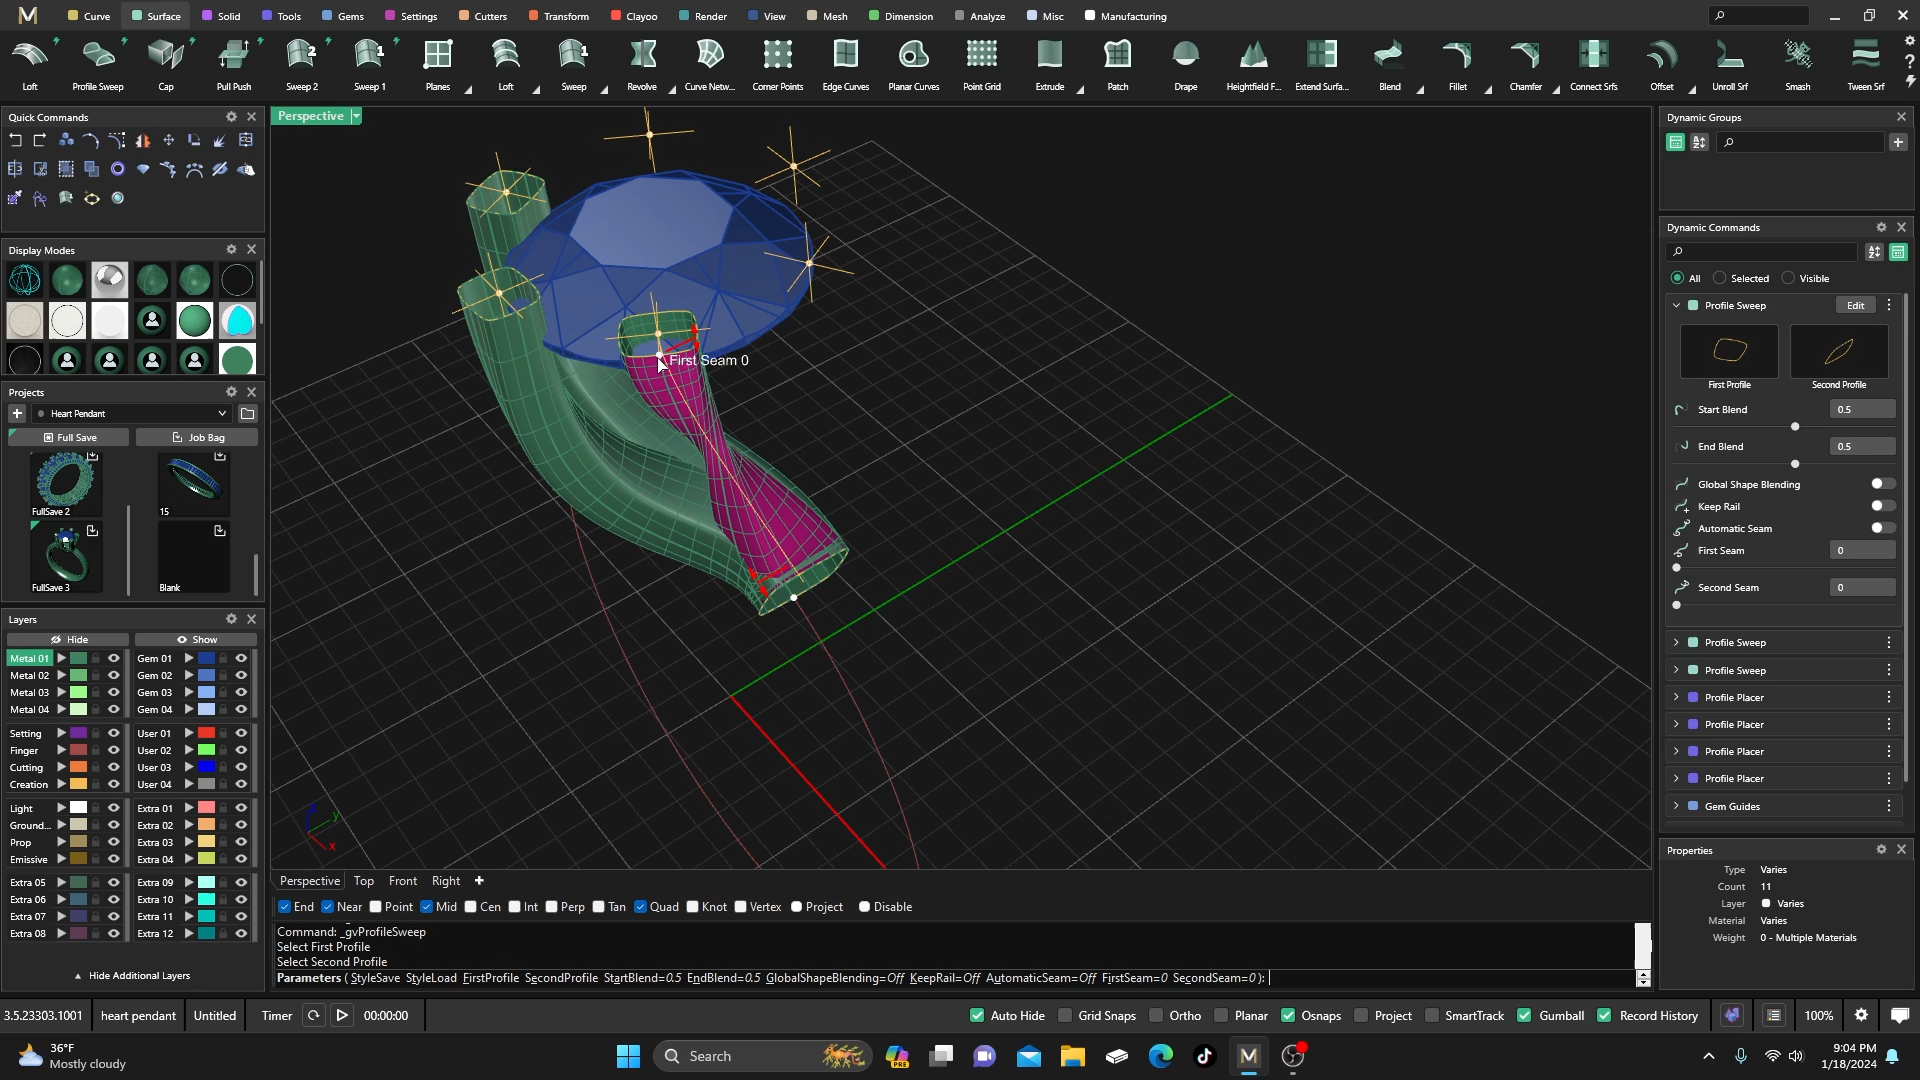 Curve Surface Solid Tools Gems Settings Cutters Transform Clayoo Render View Mesh Dimension Analyze Misc Manufacturing
Loft Profile Sweep Cap Pull Push Sweep 2 Sweep 1 Planes Loft Sweep Revolve Curve Netw... Corner Points Edge Curves Planar Curves Point Grid Extrude Patch Drape Heightfield F... Extend Surfa... Blend Fillet Chamfer Connect Srfs Offset Unroll Srf Smash Tween Srf
Quick Commands
Display Modes
Projects
Heart Pendant
Full Save Job Bag
FullSave 2 15
FullSave 3 Blank
Layers
Hide Show
Metal 01 Gem 01
Metal 02 Gem 02
Metal 03 Gem 03
Metal 04 Gem 04
Setting User 01
Finger User 02
Cutting User 03
Creation User 04
Light Extra 01
Ground... Extra 02
Prop Extra 03
Emissive Extra 04
Extra 05 Extra 09
Extra 06 Extra 10
Extra 07 Extra 11
Extra 08 Extra 12
Hide Additional Layers
Perspective
First Seam 0
y
x
Perspective Top Front Right
End Near Point Mid Cen Int Perp Tan Quad Knot Vertex Project Disable
Command: _gvProfileSweep
Select First Profile
Select Second Profile
Parameters ( StyleSave StyleLoad FirstProfile SecondProfile StartBlend=0.5 EndBlend=0.5 GlobalShapeBlending=Off KeepRail=Off AutomaticSeam=Off FirstSeam=0 SecondSeam=0 ):
Dynamic Groups
Dynamic Commands
All Selected Visible
Profile Sweep Edit
First Profile Second Profile
Start Blend 0.5
End Blend 0.5
Global Shape Blending
Keep Rail
Automatic Seam
First Seam 0
Second Seam 0
Profile Sweep
Profile Sweep
Profile Placer
Profile Placer
Profile Placer
Profile Placer
Gem Guides
Properties
Type Varies
Count 11
Layer Varies
Material Varies
Weight 0 - Multiple Materials
3.5.23303.1001 heart pendant Untitled Timer 00:00:00 Auto Hide Grid Snaps Ortho Planar Osnaps Project SmartTrack Gumball Record History 100%
36°F
Mostly cloudy
Search
PRE
9:04 PM
1/18/2024